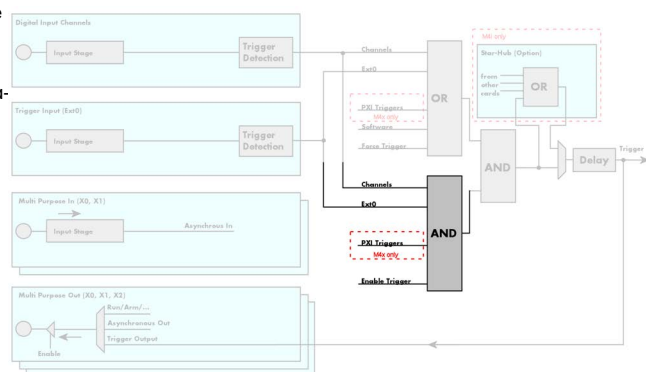 e
a-
Digital Input Channels
Input Stage
Trigger
Detection
Trigger Input (Ext0)
Input Stage
Trigger
Detection
Multi Purpose In (X0, X1)
Input Stage
Asynchronous In
Multi Purpose Out (X0, X1, X2)
Run/Arm/...
Asynchronous Out
Trigger Output
Enable
Channels
Ext0
PXI Triggers
M4x only
Software
Force Trigger
OR
Channels
Ext0
PXI Triggers
M4x only
Enable Trigger
AND
M4i only
Star-Hub (Option)
from
other
cards
OR
AND
Delay
Trigger